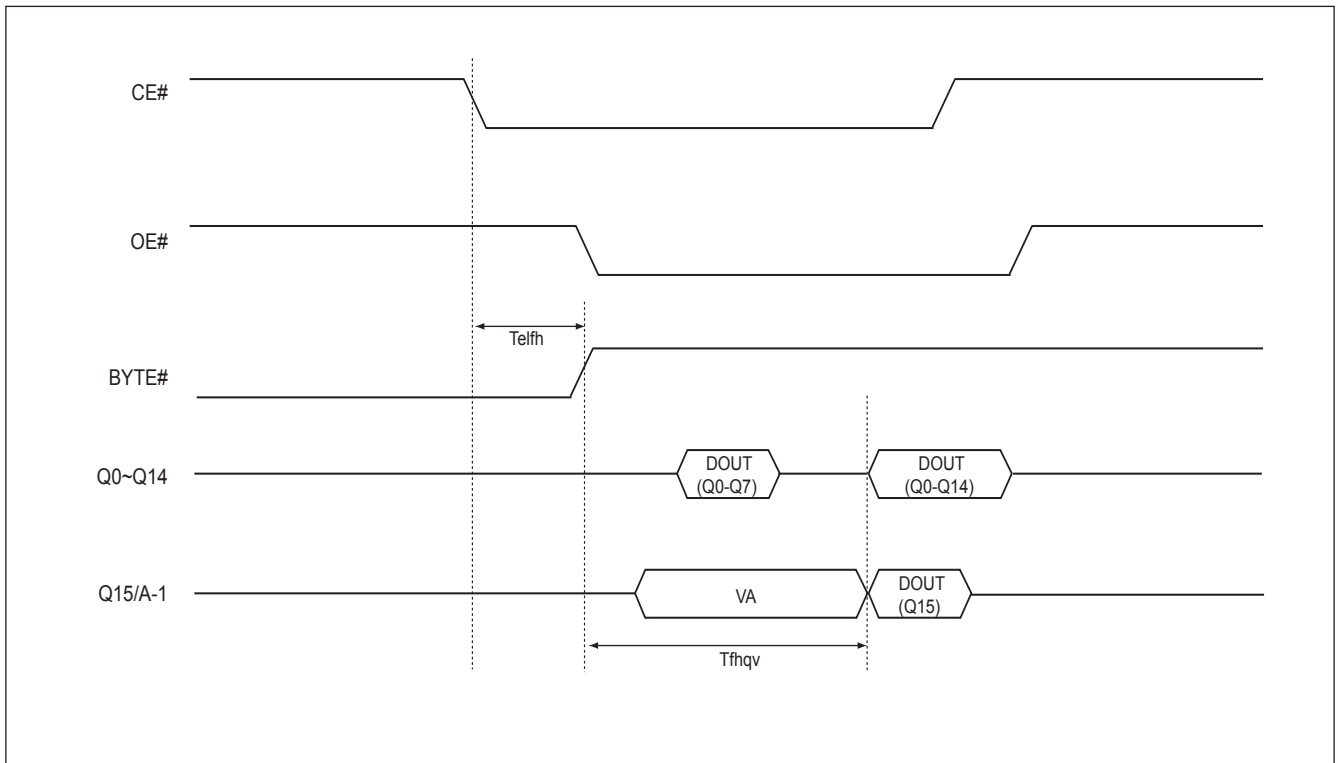 CE#
OE#
Telfh
BYTE#
Q0~Q14
DOUT
(Q0-Q7)
DOUT
(Q0-Q14)
Q15/A-1
VA
DOUT
(Q15)
Tfhqv